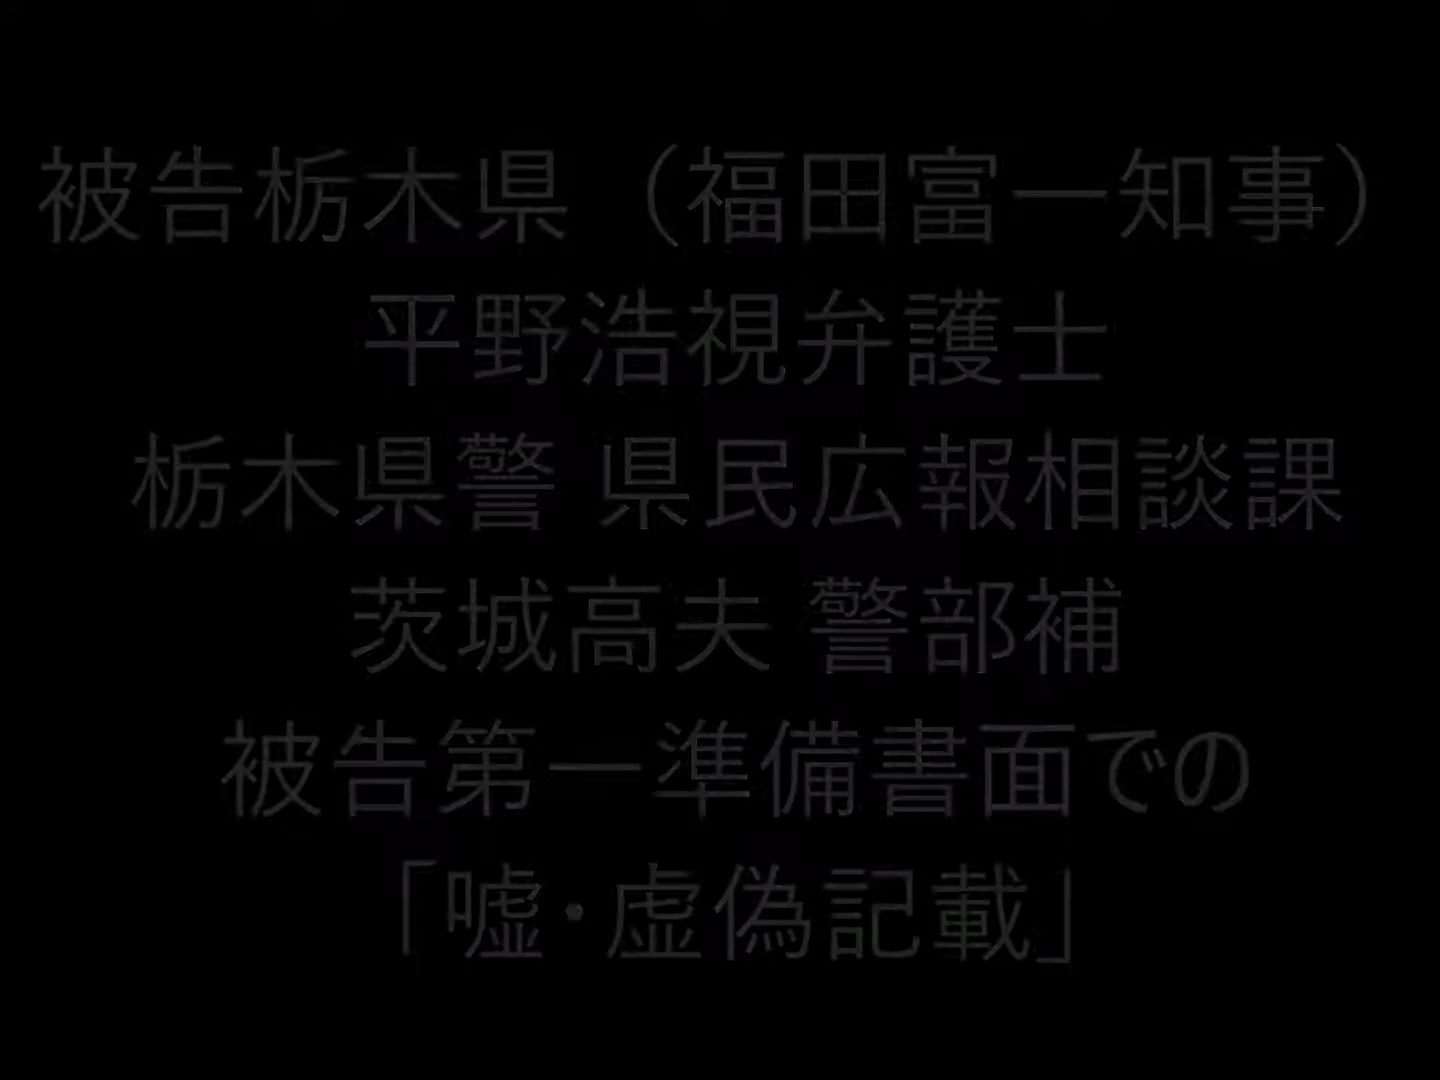 被告栃木県（福田富一知事）
平野浩視弁護士
栃木県警 県民広報相談課
茨城高夫 警部補
被告第一準備書面での
「嘘・虚偽記載」